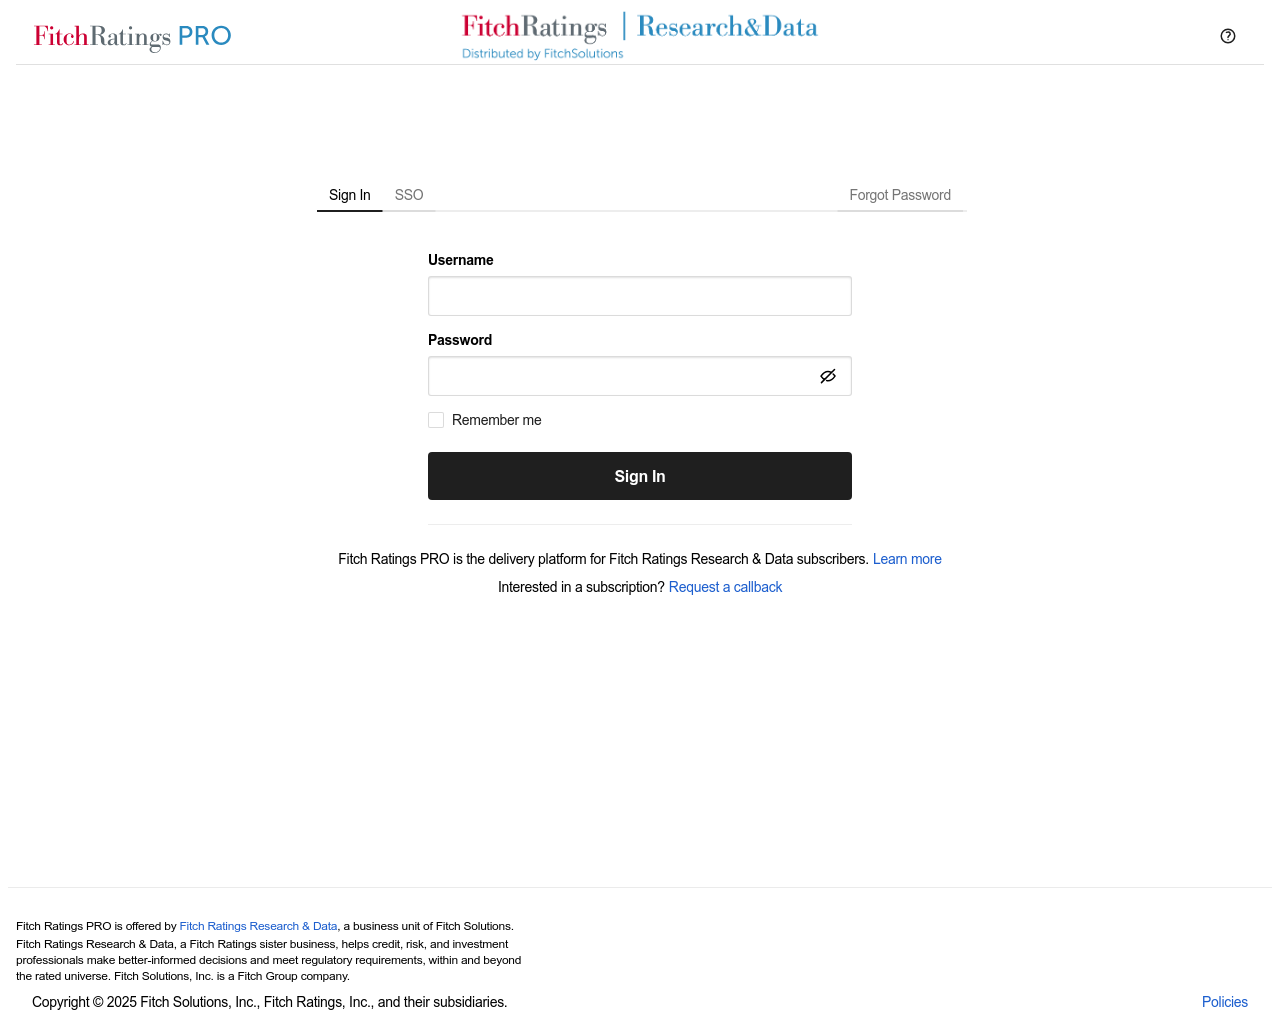 FitchRatings PRO
FitchRatings | Research&Data
Distributed by FitchSolutions
Sign In
SSO
Forgot Password
Username
Password
Remember me
Sign In
Fitch Ratings PRO is the delivery platform for Fitch Ratings Research & Data subscribers. Learn more
Interested in a subscription? Request a callback
Fitch Ratings PRO is offered by Fitch Ratings Research & Data, a business unit of Fitch Solutions.
Fitch Ratings Research & Data, a Fitch Ratings sister business, helps credit, risk, and investment
professionals make better-informed decisions and meet regulatory requirements, within and beyond
the rated universe. Fitch Solutions, Inc. is a Fitch Group company.
Copyright © 2025 Fitch Solutions, Inc., Fitch Ratings, Inc., and their subsidiaries.
Policies